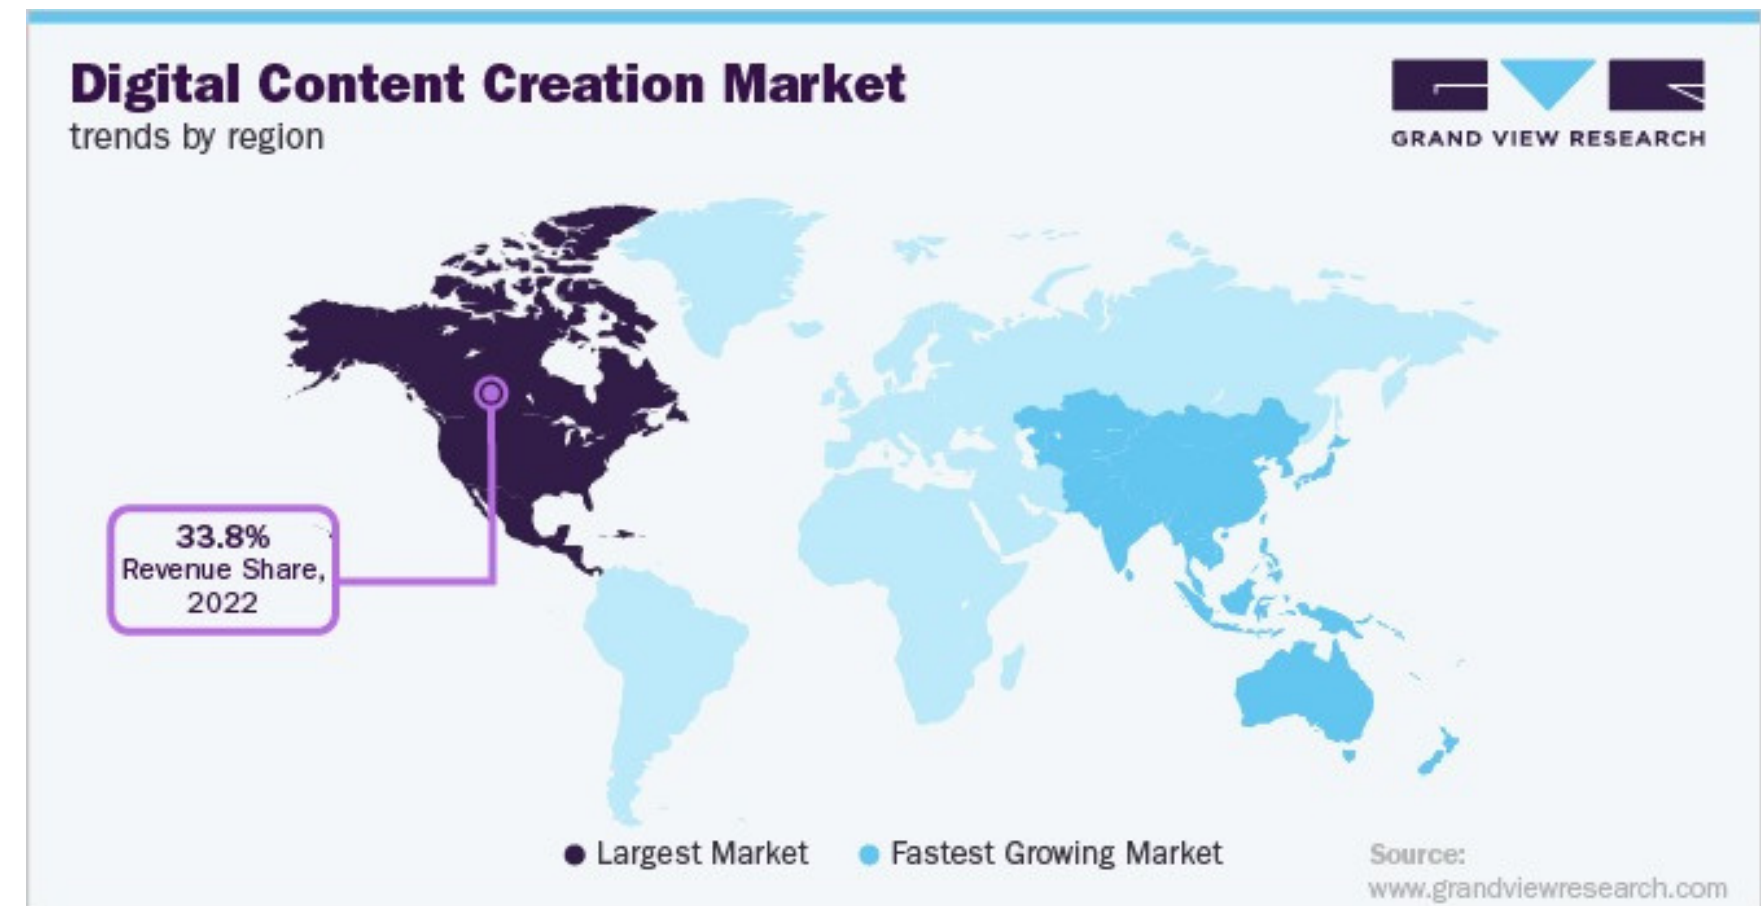 Digital Content Creation Market
trends by region
GRAND VIEW RESEARCH
33.8%
Revenue Share,
2022
Largest Market
Fastest Growing Market
Source:
www.grandviewresearch.com